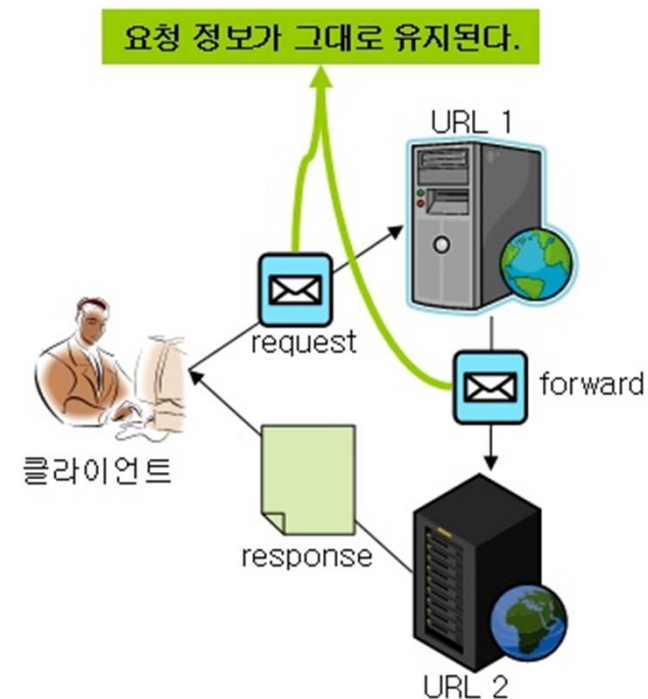 요청 정보가 그대로 유지된다.
URL 1
request
forward
클라이언트
response
URL 2